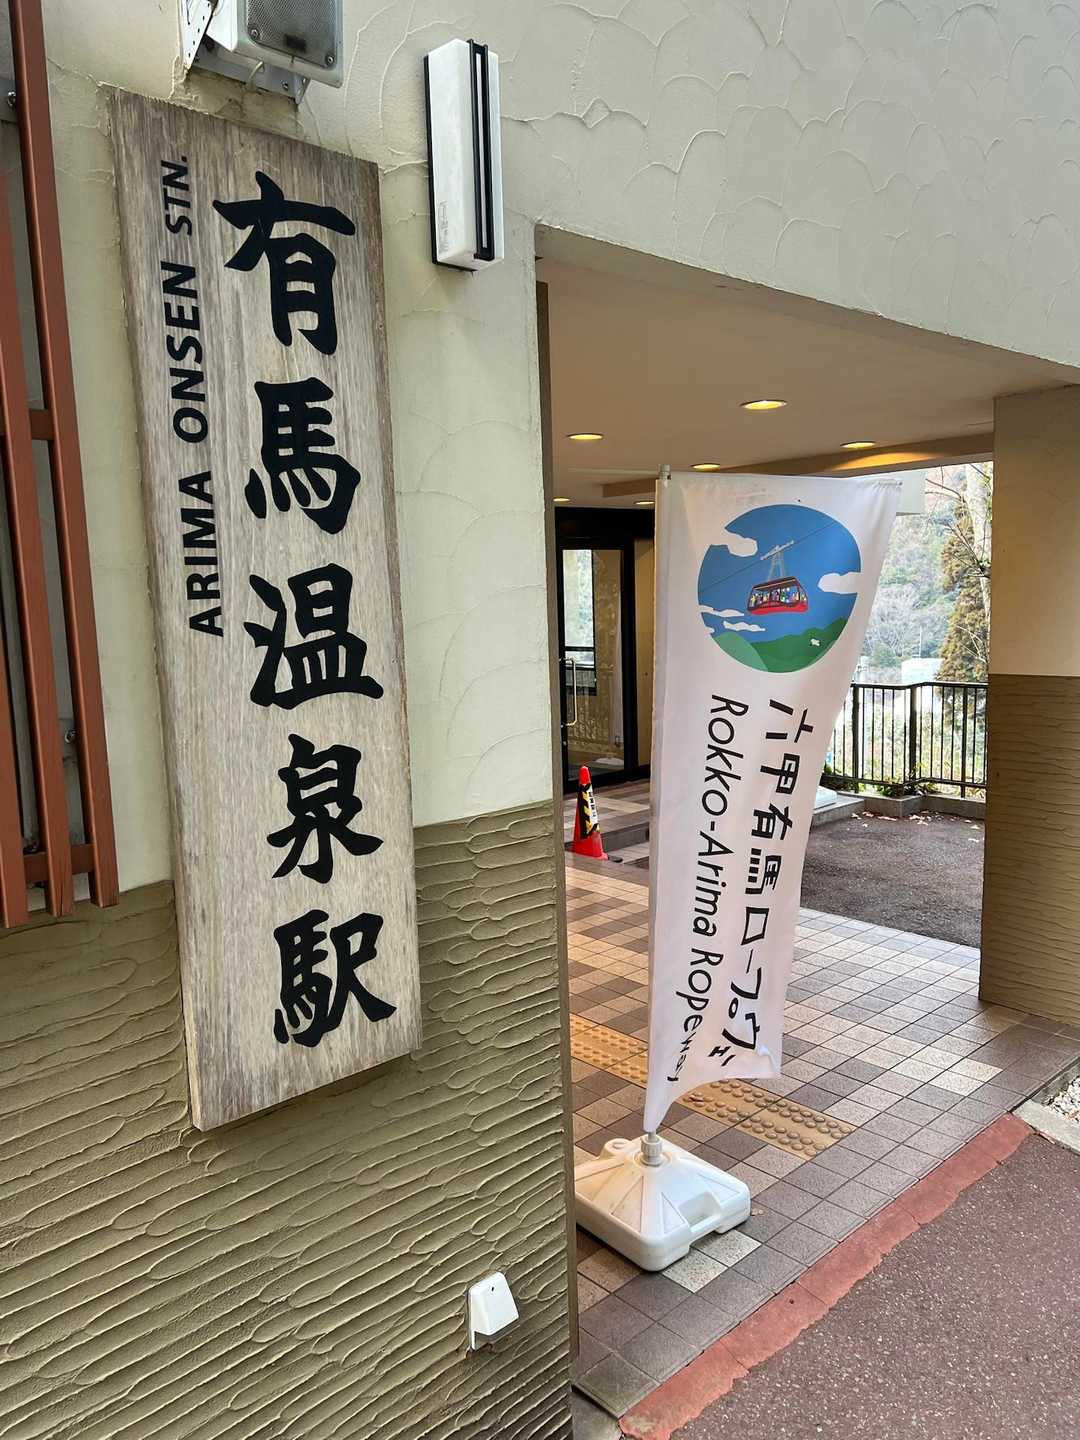 有馬温泉駅
ARIMA ONSEN STN.
六甲有馬ロープウェー
Rokko-Arima Ropeway